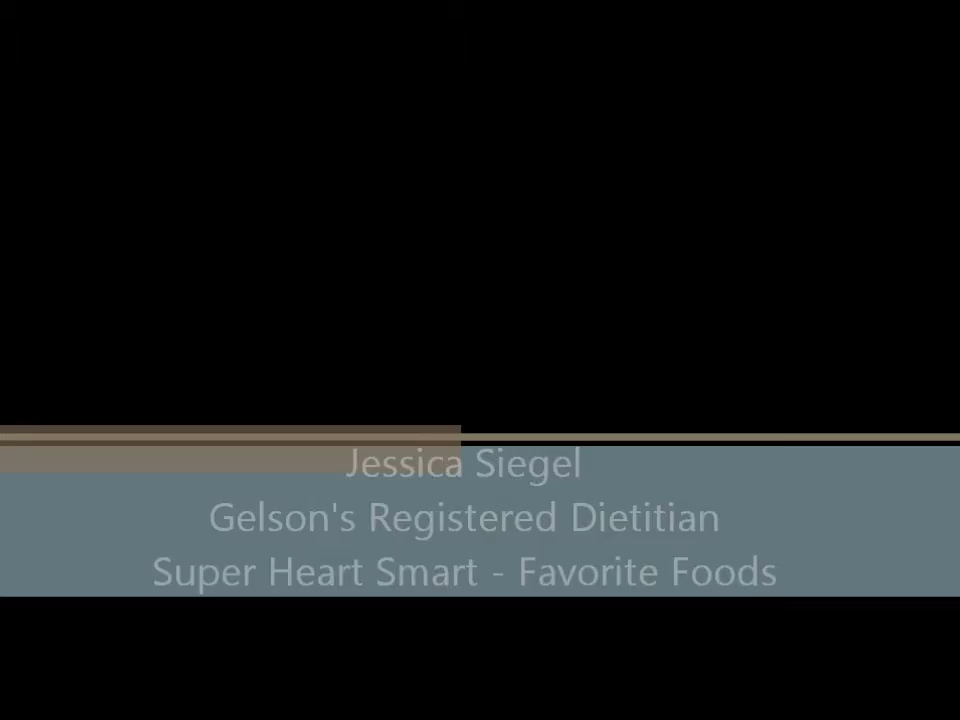 Jessica Siegel
Gelson's Registered Dietitian
Super Heart Smart - Favorite Foods